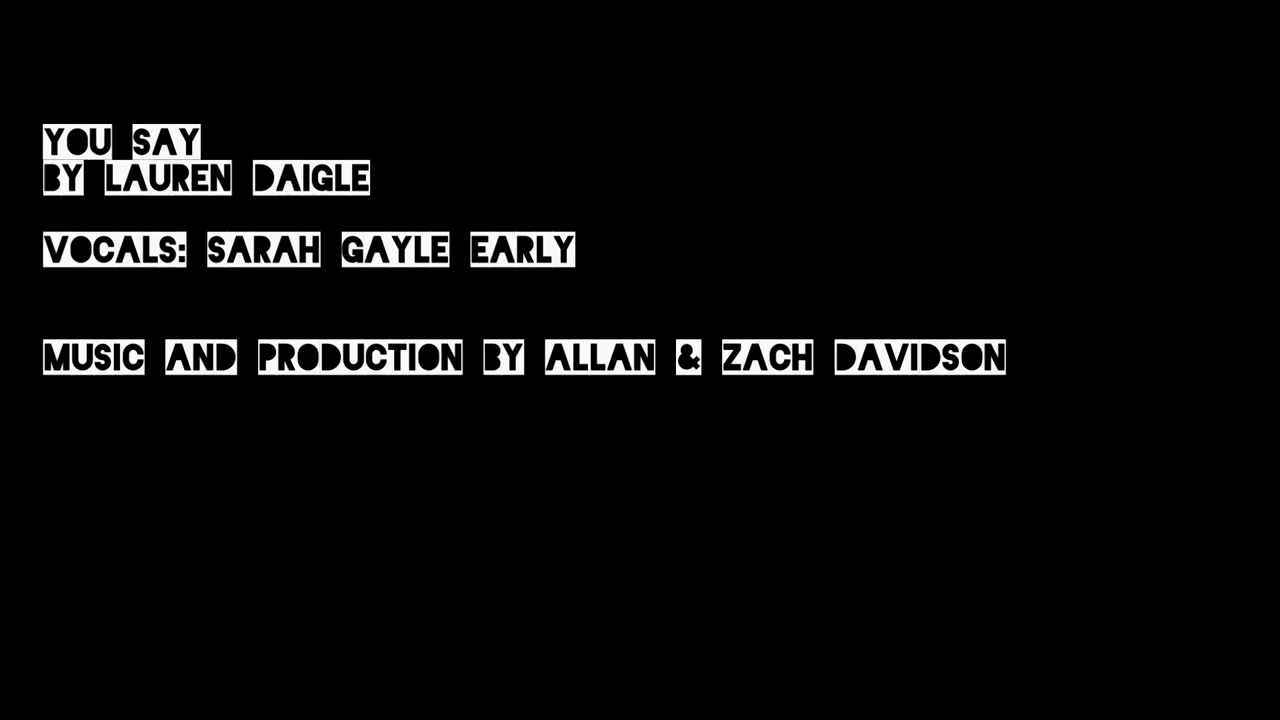 YOU SAY
BY LAUREN DAIGLE
VOCALS: SARAH GAYLE EARLY
MUSIC AND PRODUCTION BY ALLAN & ZACH DAVIDSON